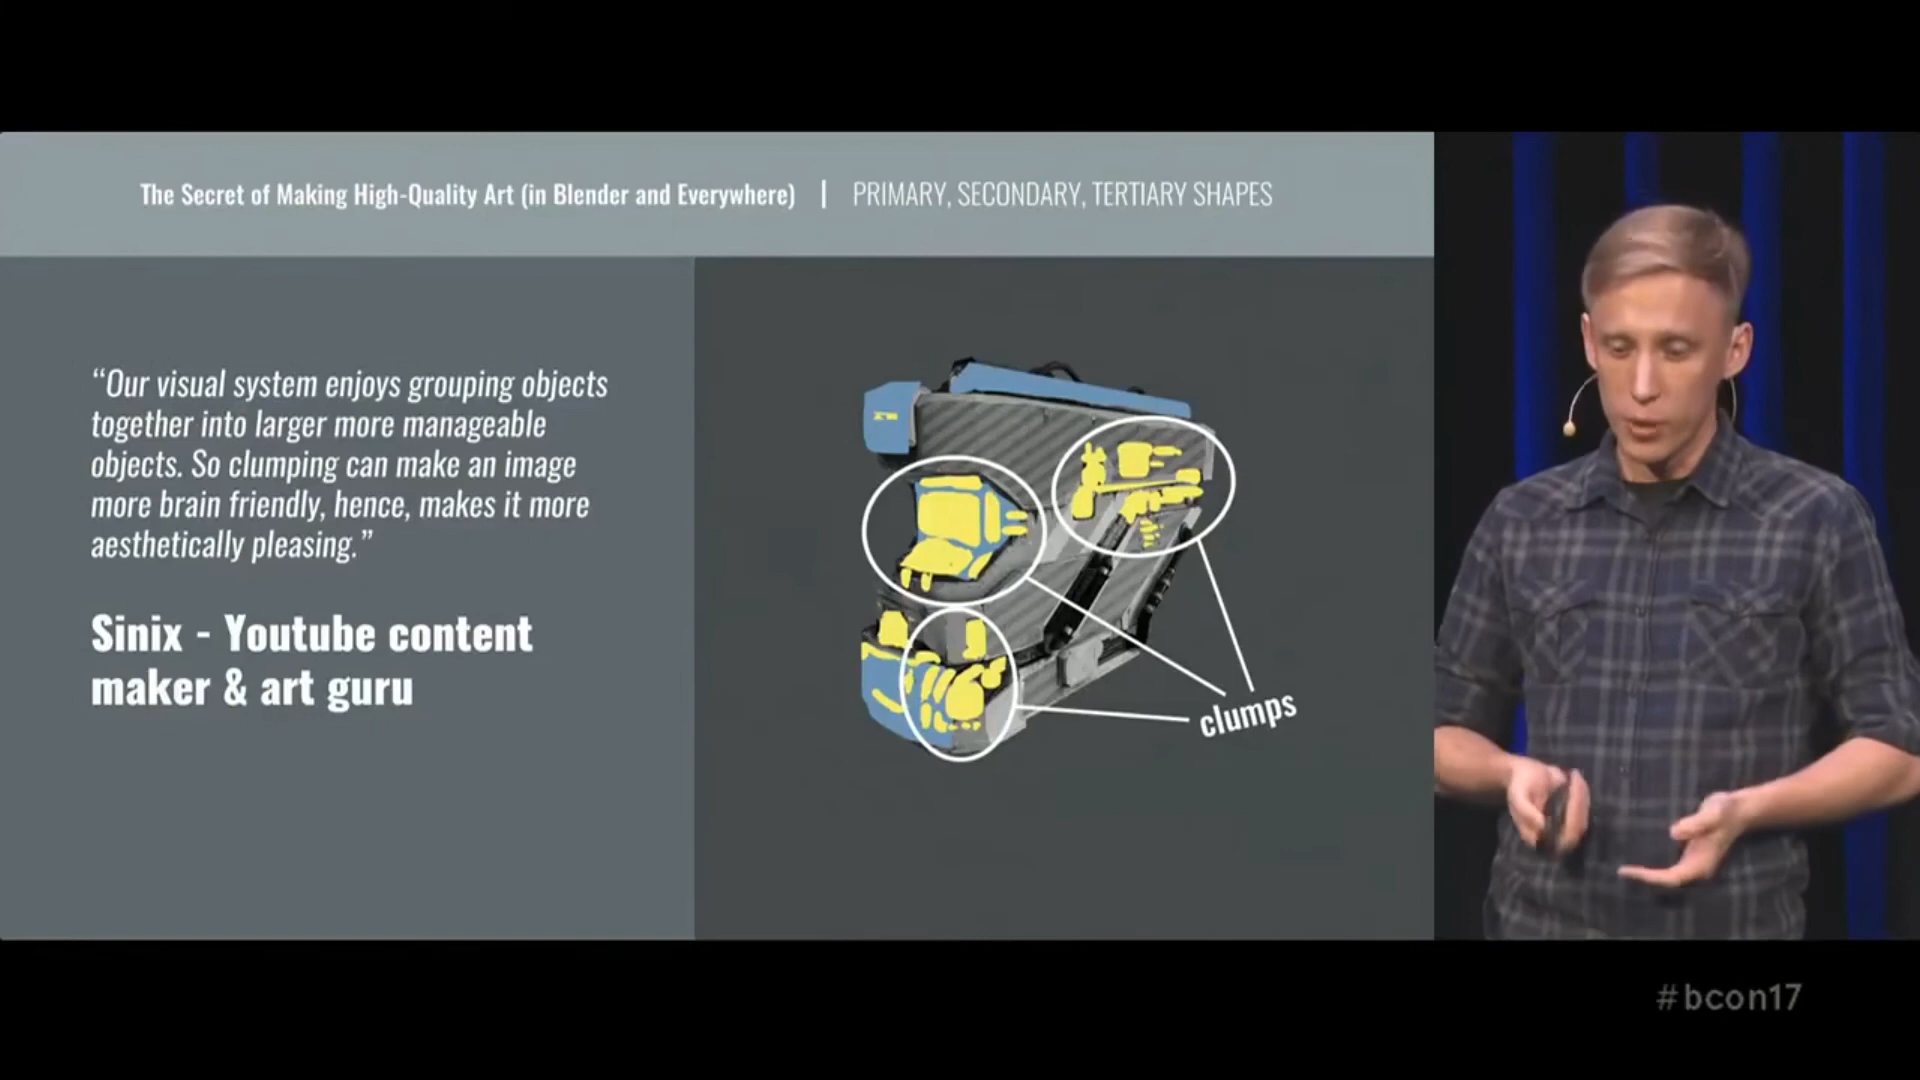 The Secret of Making High-Quality Art (in Blender and Everywhere) | PRIMARY, SECONDARY, TERTIARY SHAPES
“Our visual system enjoys grouping objects
together into larger more manageable
objects. So clumping can make an image
more brain friendly, hence, makes it more
aesthetically pleasing.”
Sinix - Youtube content
maker & art guru
clumps
#bcon17